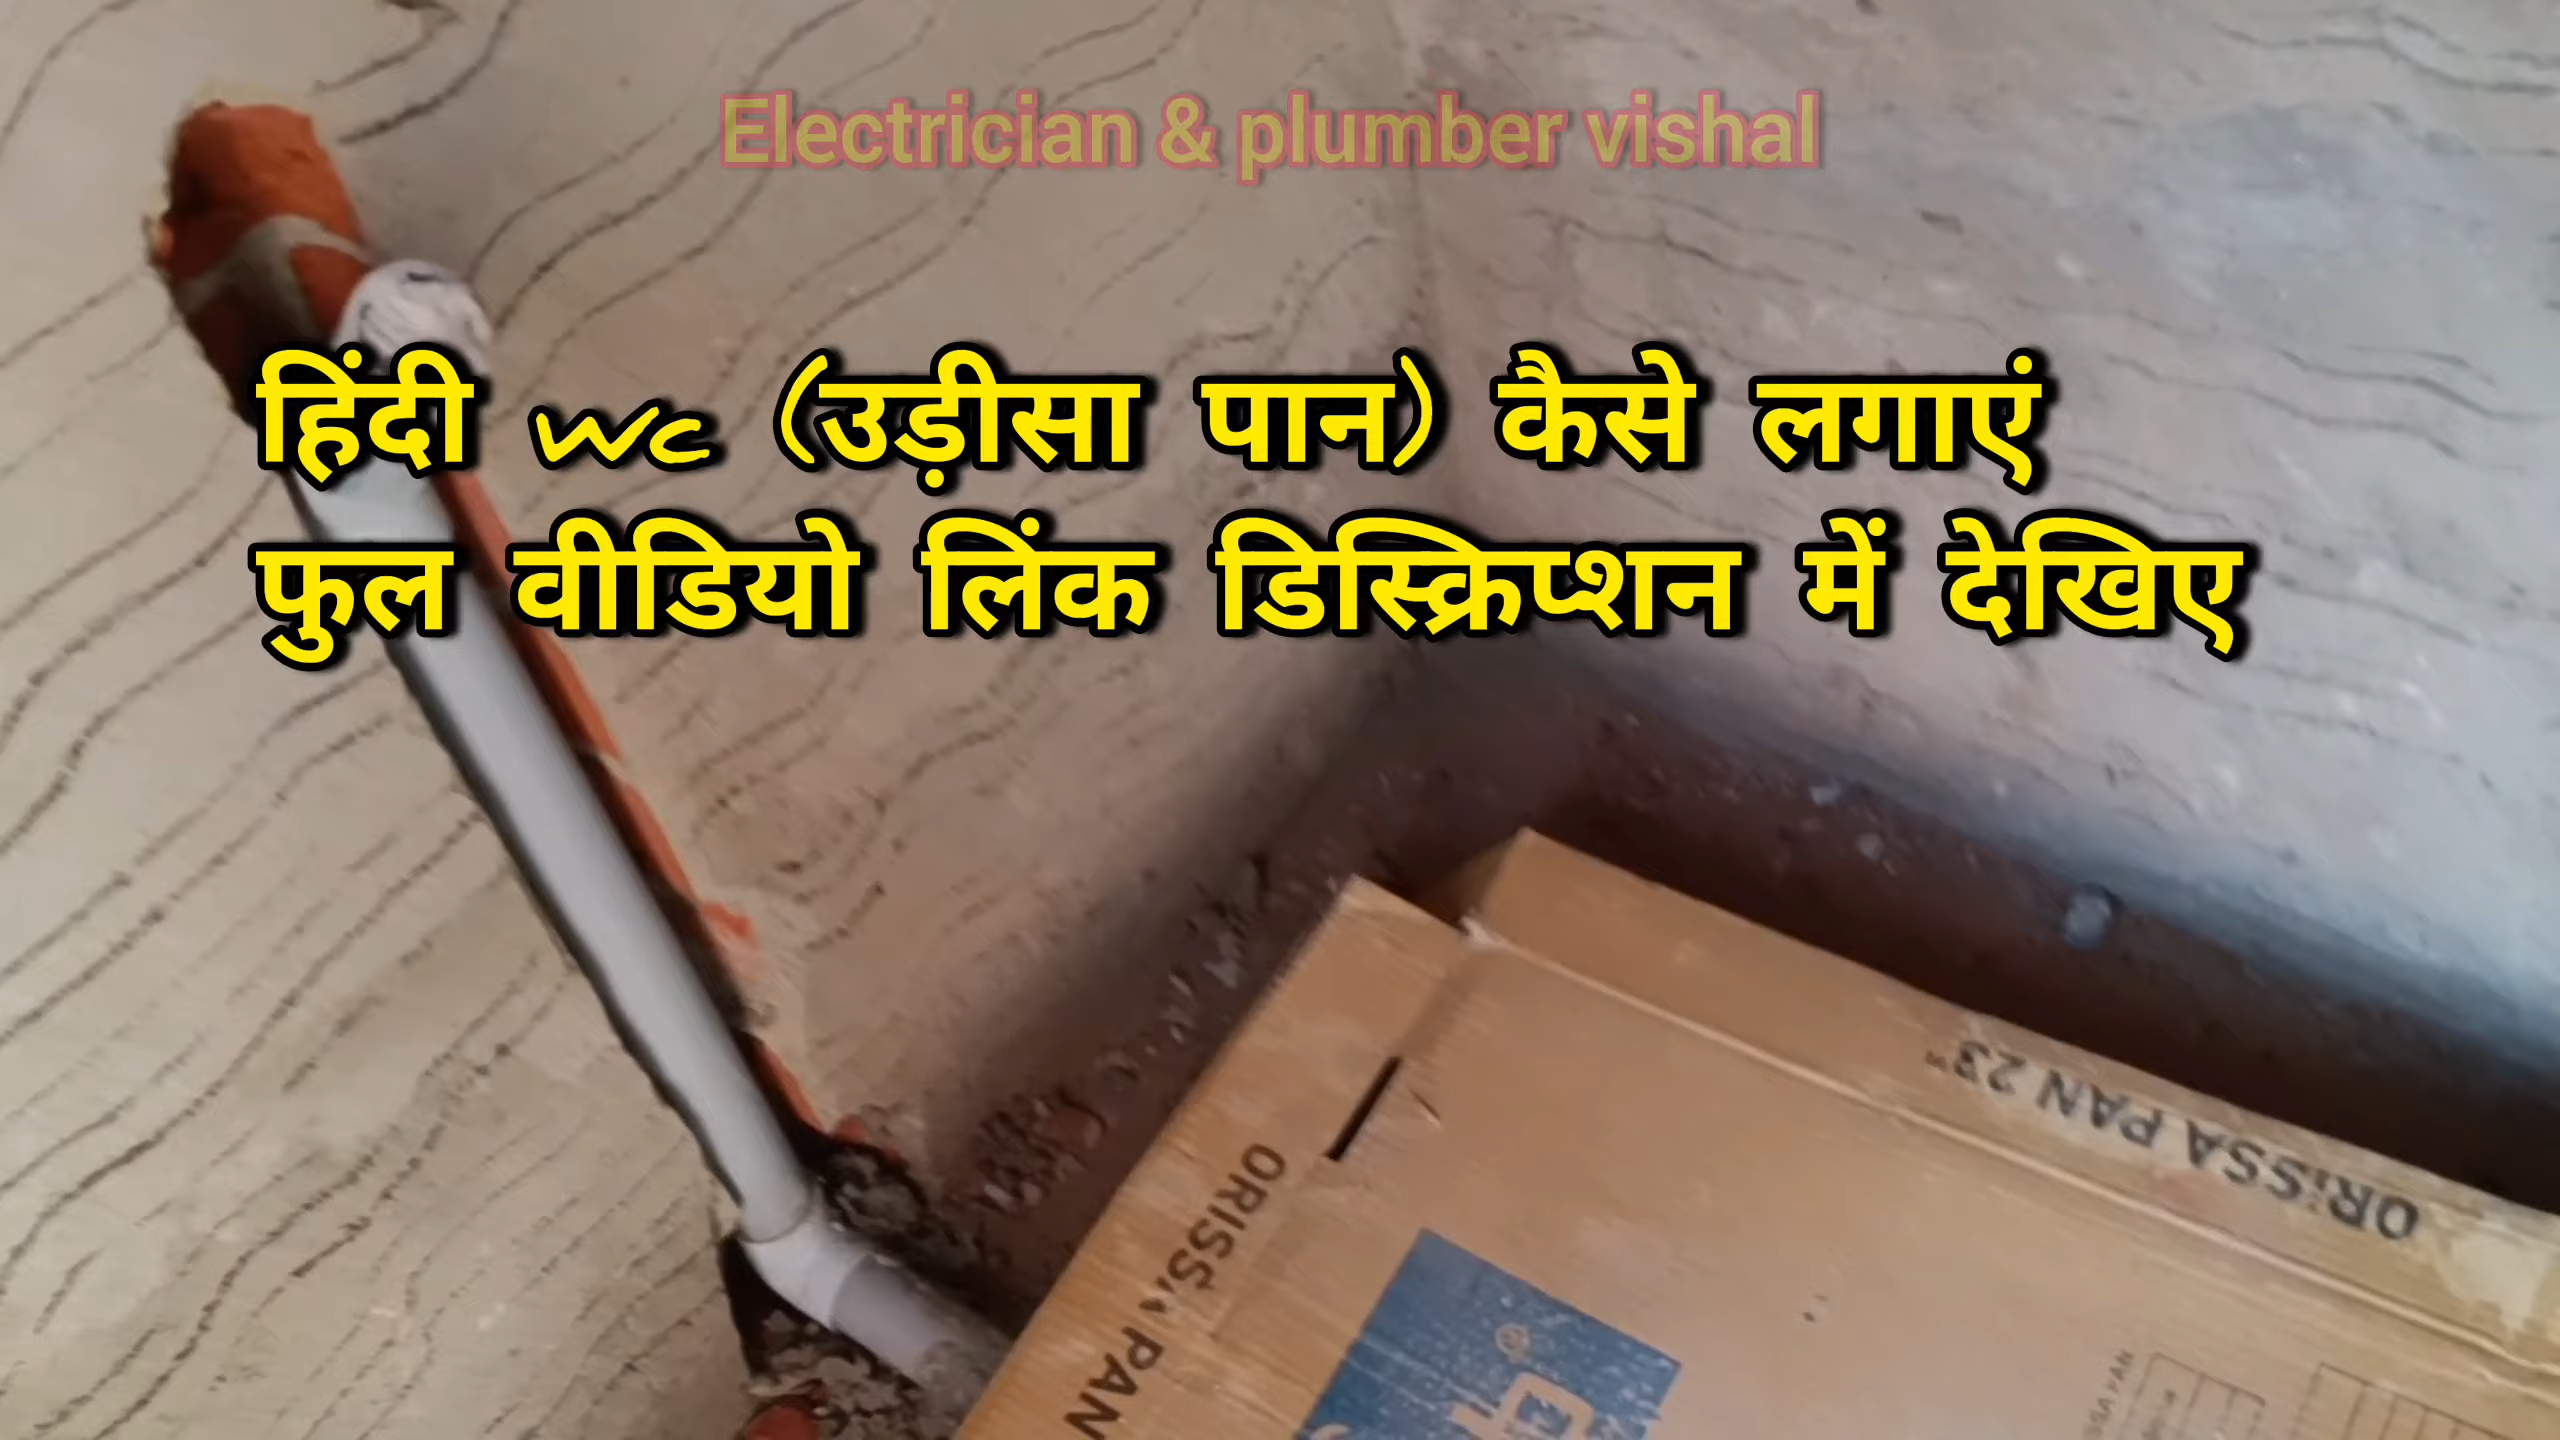 Electrician & plumber vishal
हिंदी wc (उड़ीसा पान) कैसे लगाएं
फुल वीडियो लिंक डिस्क्रिप्शन में देखिए
ORISSA PAN 23"
ORISSA PAN